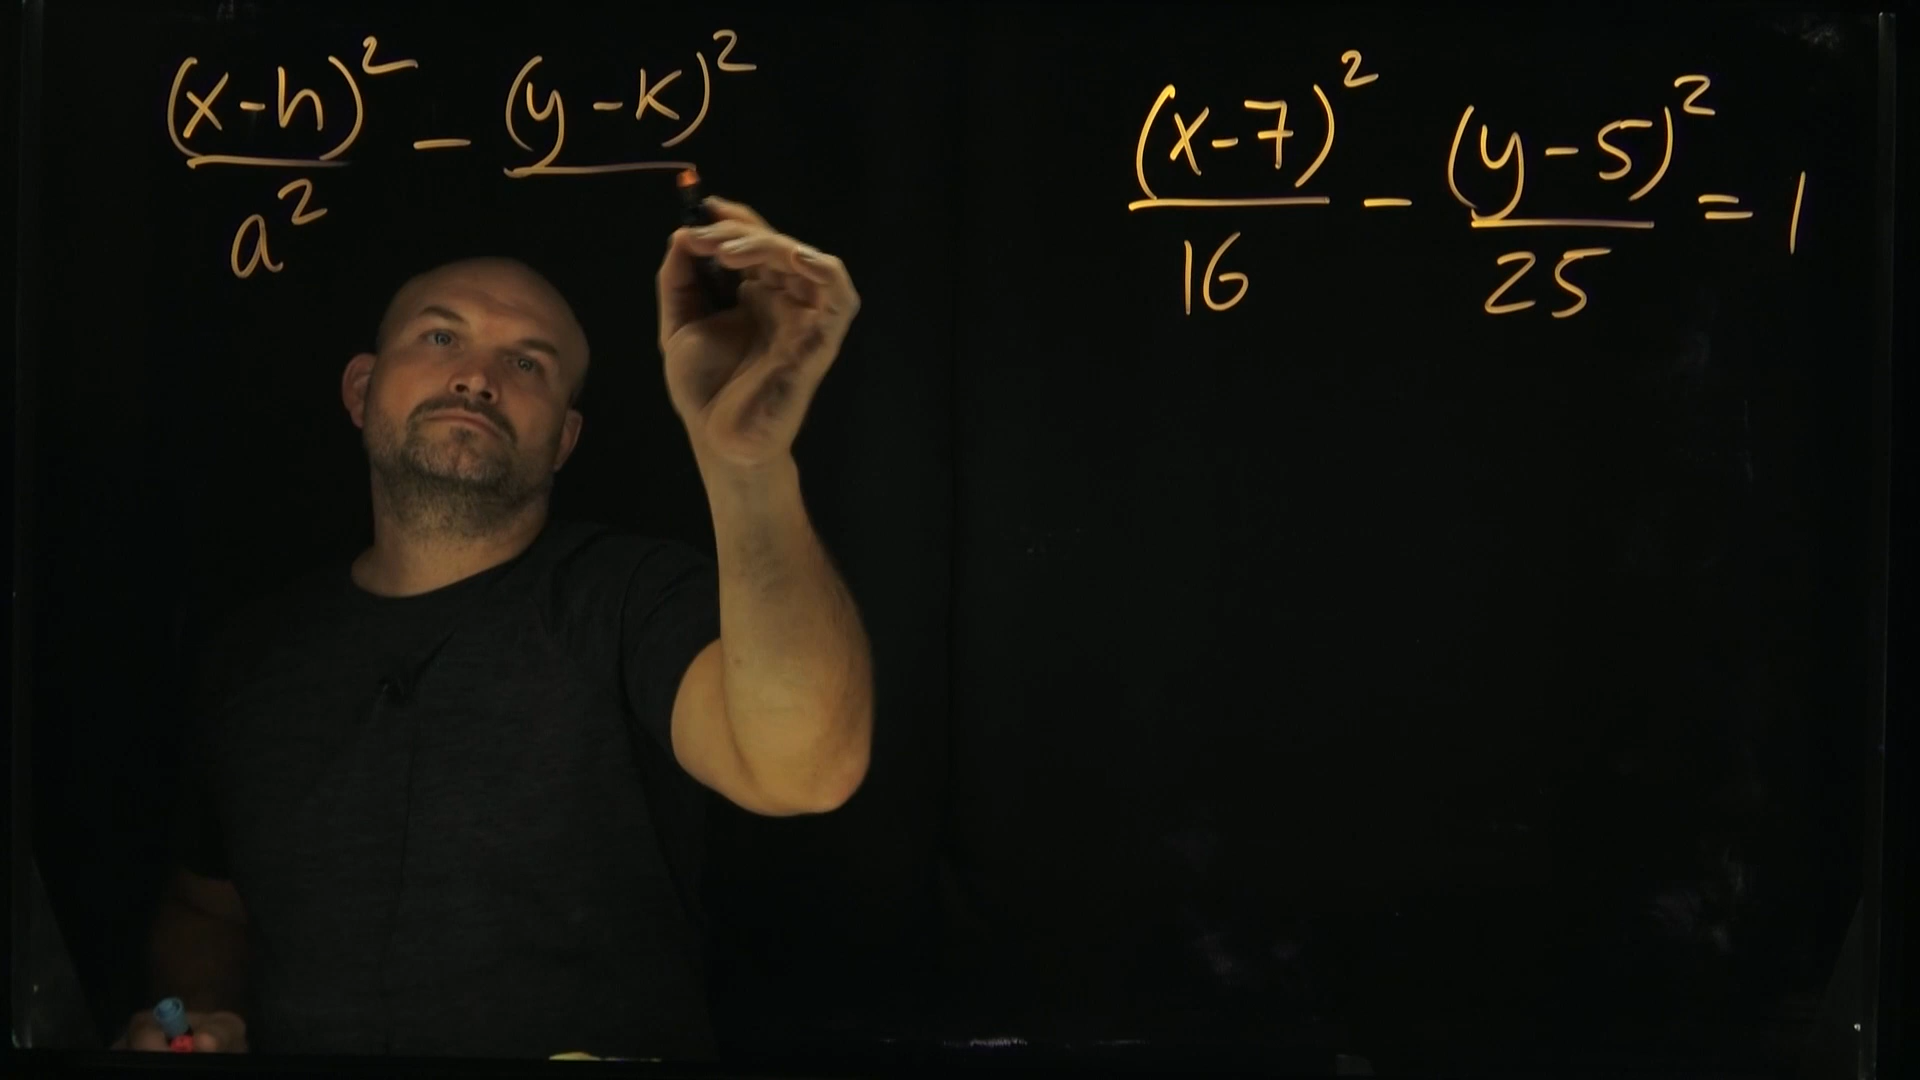 (x-h)² - (y-k)²
a²
(x-7)² - (y-5)² = 1
16 25